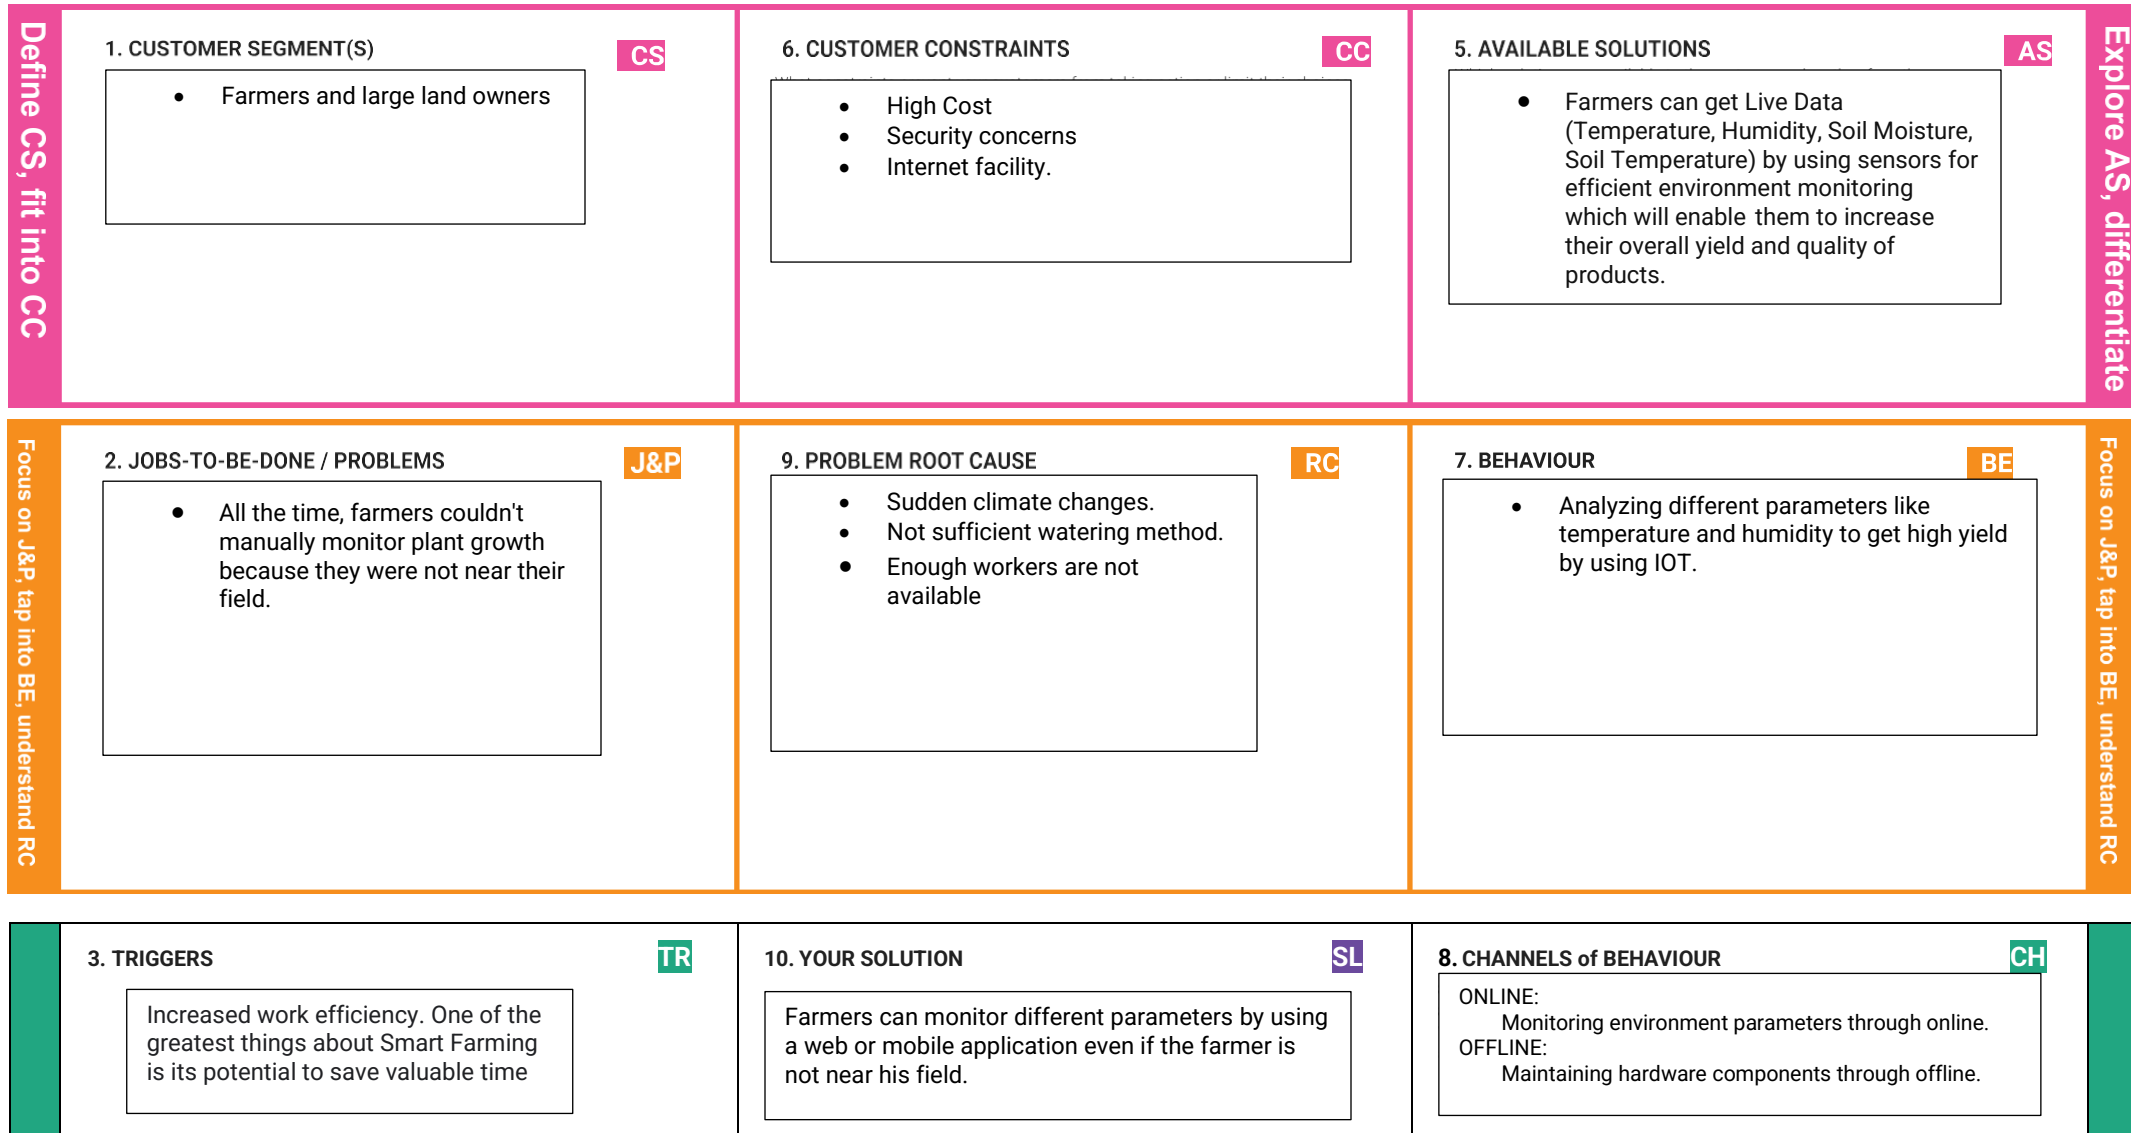 Define CS, fit into CC
1. CUSTOMER SEGMENT(S)
CS
• Farmers and large land owners
6. CUSTOMER CONSTRAINTS
CC
• High Cost
• Security concerns
• Internet facility.
5. AVAILABLE SOLUTIONS
AS
• Farmers can get Live Data
(Temperature, Humidity, Soil Moisture,
Soil Temperature) by using sensors for
efficient environment monitoring
which will enable them to increase
their overall yield and quality of
products.
Explore AS, differentiate
Focus on J&P, tap into BE, understand RC
2. JOBS-TO-BE-DONE / PROBLEMS
J&P
• All the time, farmers couldn't
manually monitor plant growth
because they were not near their
field.
9. PROBLEM ROOT CAUSE
RC
• Sudden climate changes.
• Not sufficient watering method.
• Enough workers are not
available
7. BEHAVIOUR
BE
• Analyzing different parameters like
temperature and humidity to get high yield
by using IOT.
Focus on J&P, tap into BE, understand RC
3. TRIGGERS
TR
Increased work efficiency. One of the
greatest things about Smart Farming
is its potential to save valuable time
10. YOUR SOLUTION
SL
Farmers can monitor different parameters by using
a web or mobile application even if the farmer is
not near his field.
8. CHANNELS of BEHAVIOUR
CH
ONLINE:
Monitoring environment parameters through online.
OFFLINE:
Maintaining hardware components through offline.